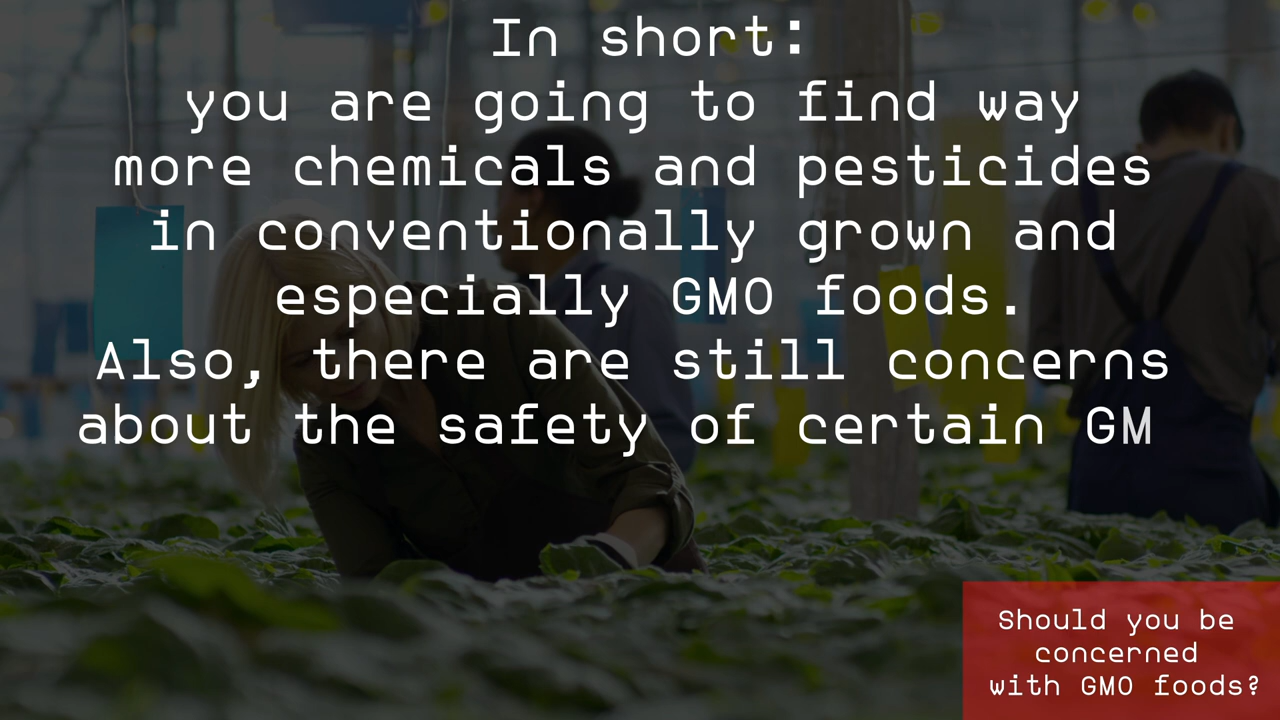 In short:
you are going to find way
more chemicals and pesticides
in conventionally grown and
especially GMO foods.
Also, there are still concerns
about the safety of certain GM
Should you be
concerned
with GMO foods?